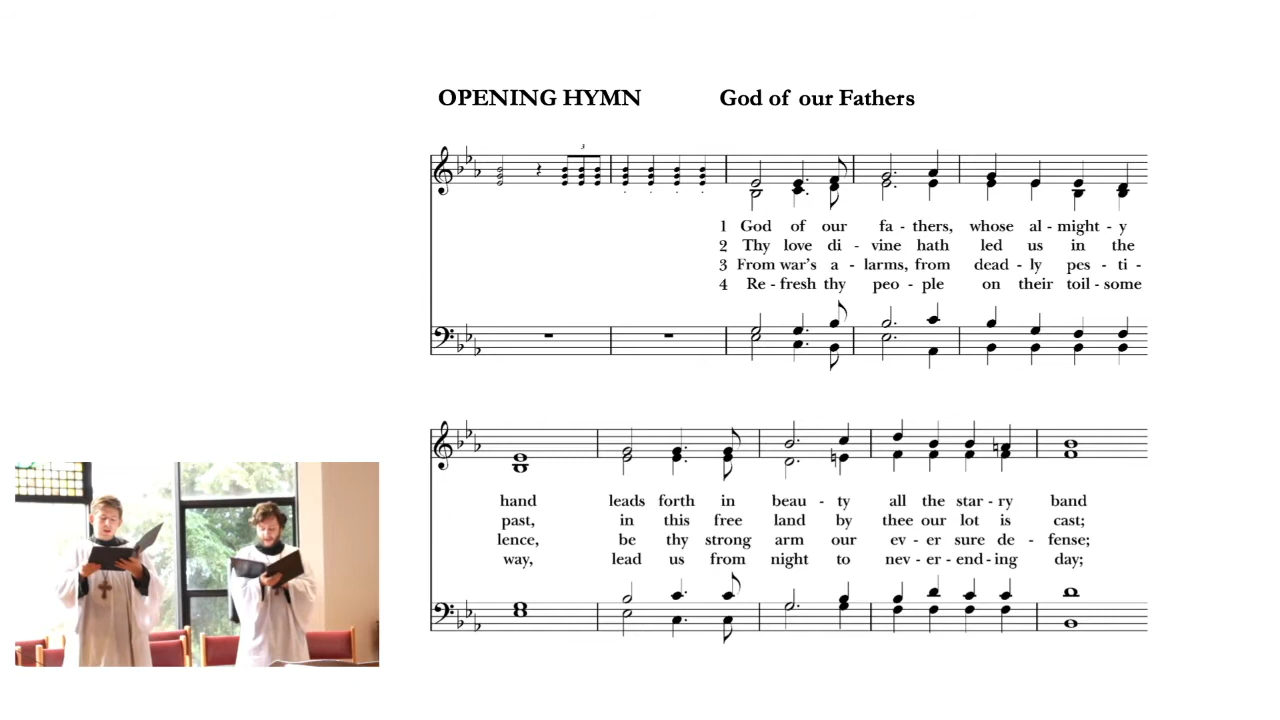 OPENING HYMN God of our Fathers
3
1 God of our fa - thers, whose al - might - y
2 Thy love di - vine hath led us in the
3 From war's a - larms, from dead - ly pes - ti -
4 Re - fresh thy peo - ple on their toil - some
hand leads forth in beau - ty all the star - ry band
past, in this free land by thee our lot is cast;
lence, be thy strong arm our ev - er sure de - fense;
way, lead us from night to nev - er - end - ing day;